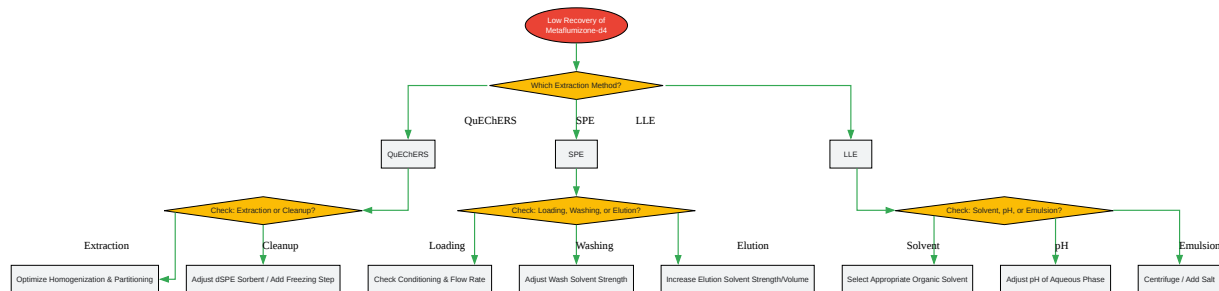 Low Recovery of
Metaflumizone-d4
Which Extraction Method?
QuEChERS
SPE
LLE
QuEChERS
SPE
LLE
Check: Extraction or Cleanup?
Check: Loading, Washing, or Elution?
Check: Solvent, pH, or Emulsion?
Extraction
Cleanup
Loading
Washing
Elution
Solvent
pH
Emulsion
Optimize Homogenization & Partitioning
Adjust dSPE Sorbent / Add Freezing Step
Check Conditioning & Flow Rate
Adjust Wash Solvent Strength
Increase Elution Solvent Strength/Volume
Select Appropriate Organic Solvent
Adjust pH of Aqueous Phase
Centrifuge / Add Salt